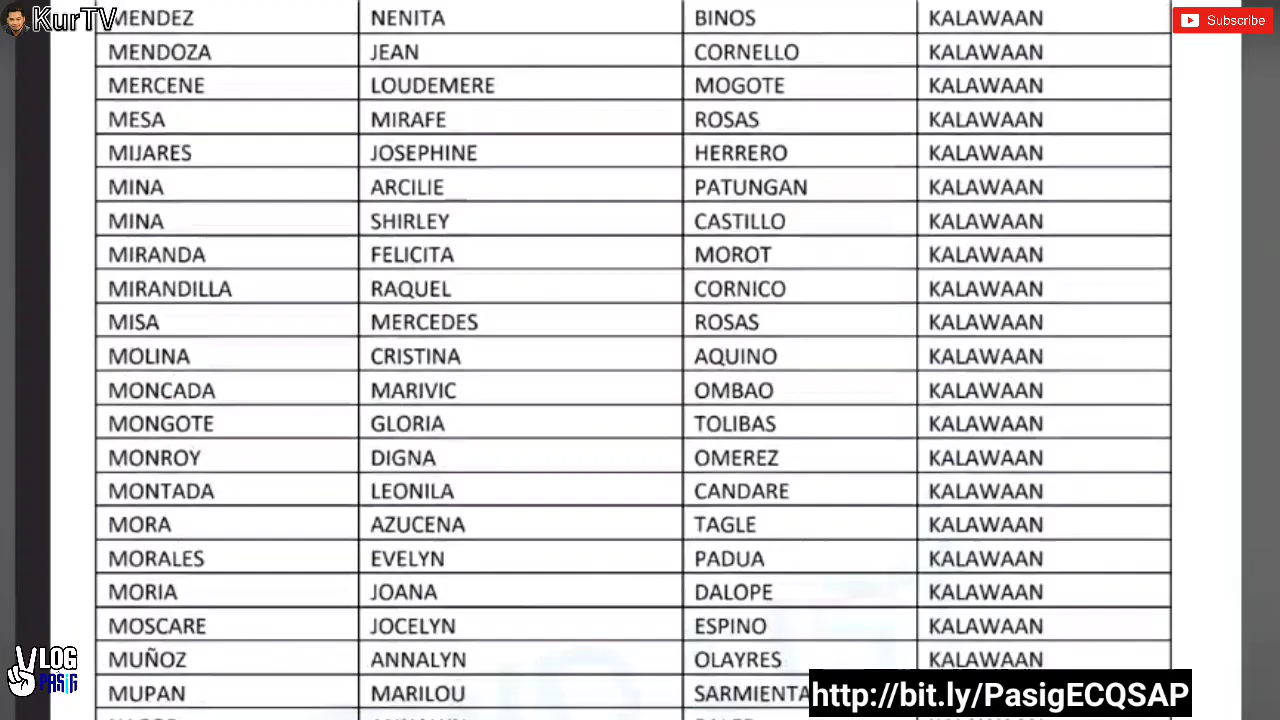 KurTV
Subscribe
MENDEZ NENITA BINOS KALAWAAN
MENDOZA JEAN CORNELLO KALAWAAN
MERCENE LOUDEMERE MOGOTE KALAWAAN
MESA MIRAFE ROSAS KALAWAAN
MIJARES JOSEPHINE HERRERO KALAWAAN
MINA ARCILIE PATUNGAN KALAWAAN
MINA SHIRLEY CASTILLO KALAWAAN
MIRANDA FELICITA MOROT KALAWAAN
MIRANDILLA RAQUEL CORNICO KALAWAAN
MISA MERCEDES ROSAS KALAWAAN
MOLINA CRISTINA AQUINO KALAWAAN
MONCADA MARIVIC OMBAO KALAWAAN
MONGOTE GLORIA TOLIBAS KALAWAAN
MONROY DIGNA OMEREZ KALAWAAN
MONTADA LEONILA CANDARE KALAWAAN
MORA AZUCENA TAGLE KALAWAAN
MORALES EVELYN PADUA KALAWAAN
MORIA JOANA DALOPE KALAWAAN
MOSCARE JOCELYN ESPINO KALAWAAN
MUÑOZ ANNALYN OLAYRES KALAWAAN
MUPAN MARILOU SARMIENTA
VLOG
PASIG
http://bit.ly/PasigECQSAP